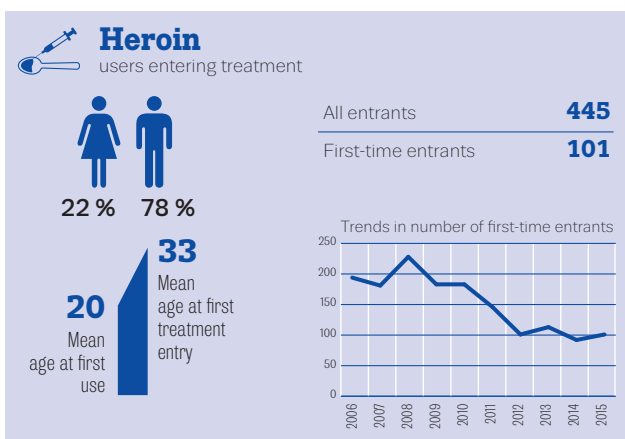 Heroin
users entering treatment
22 % 78 %
20
Mean
age at first
use
33
Mean
age at first
treatment
entry
All entrants 445
First-time entrants 101
Trends in number of first-time entrants
250
200
150
100
50
0
2006 2007 2008 2009 2010 2011 2012 2013 2014 2015